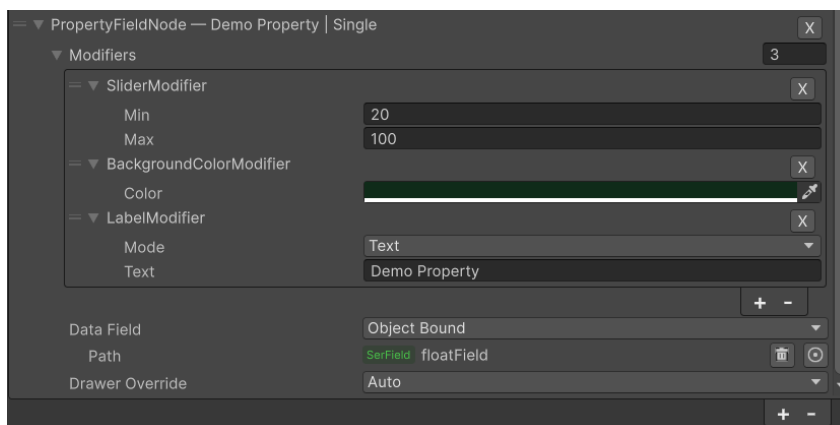 PropertyFieldNode — Demo Property | Single X
Modifiers 3
SliderModifier X
Min 20
Max 100
BackgroundColorModifier X
Color
LabelModifier X
Mode Text
Text Demo Property
+ -
Data Field Object Bound
Path SerField floatField
Drawer Override Auto
+ -